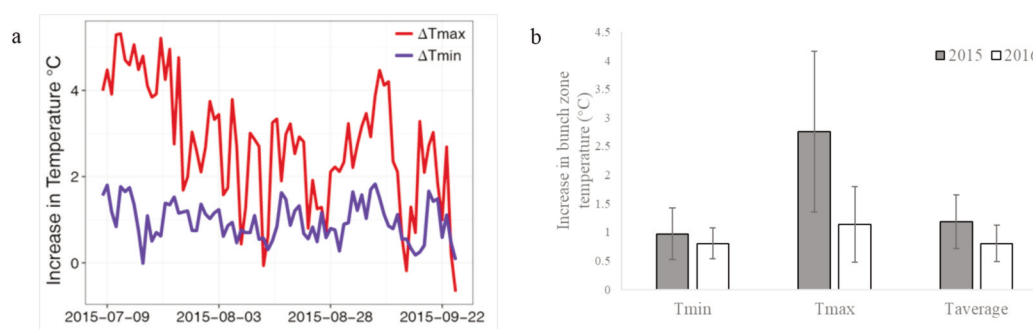 a
ΔTmax
ΔTmin
Increase in Temperature °C
4
2
0
2015-07-09 2015-08-03 2015-08-28 2015-09-22
b
2015 2016
Increase in bunch zone
temperature (°C)
4.5
4
3.5
3
2.5
2
1.5
1
0.5
0
Tmin Tmax Taverage